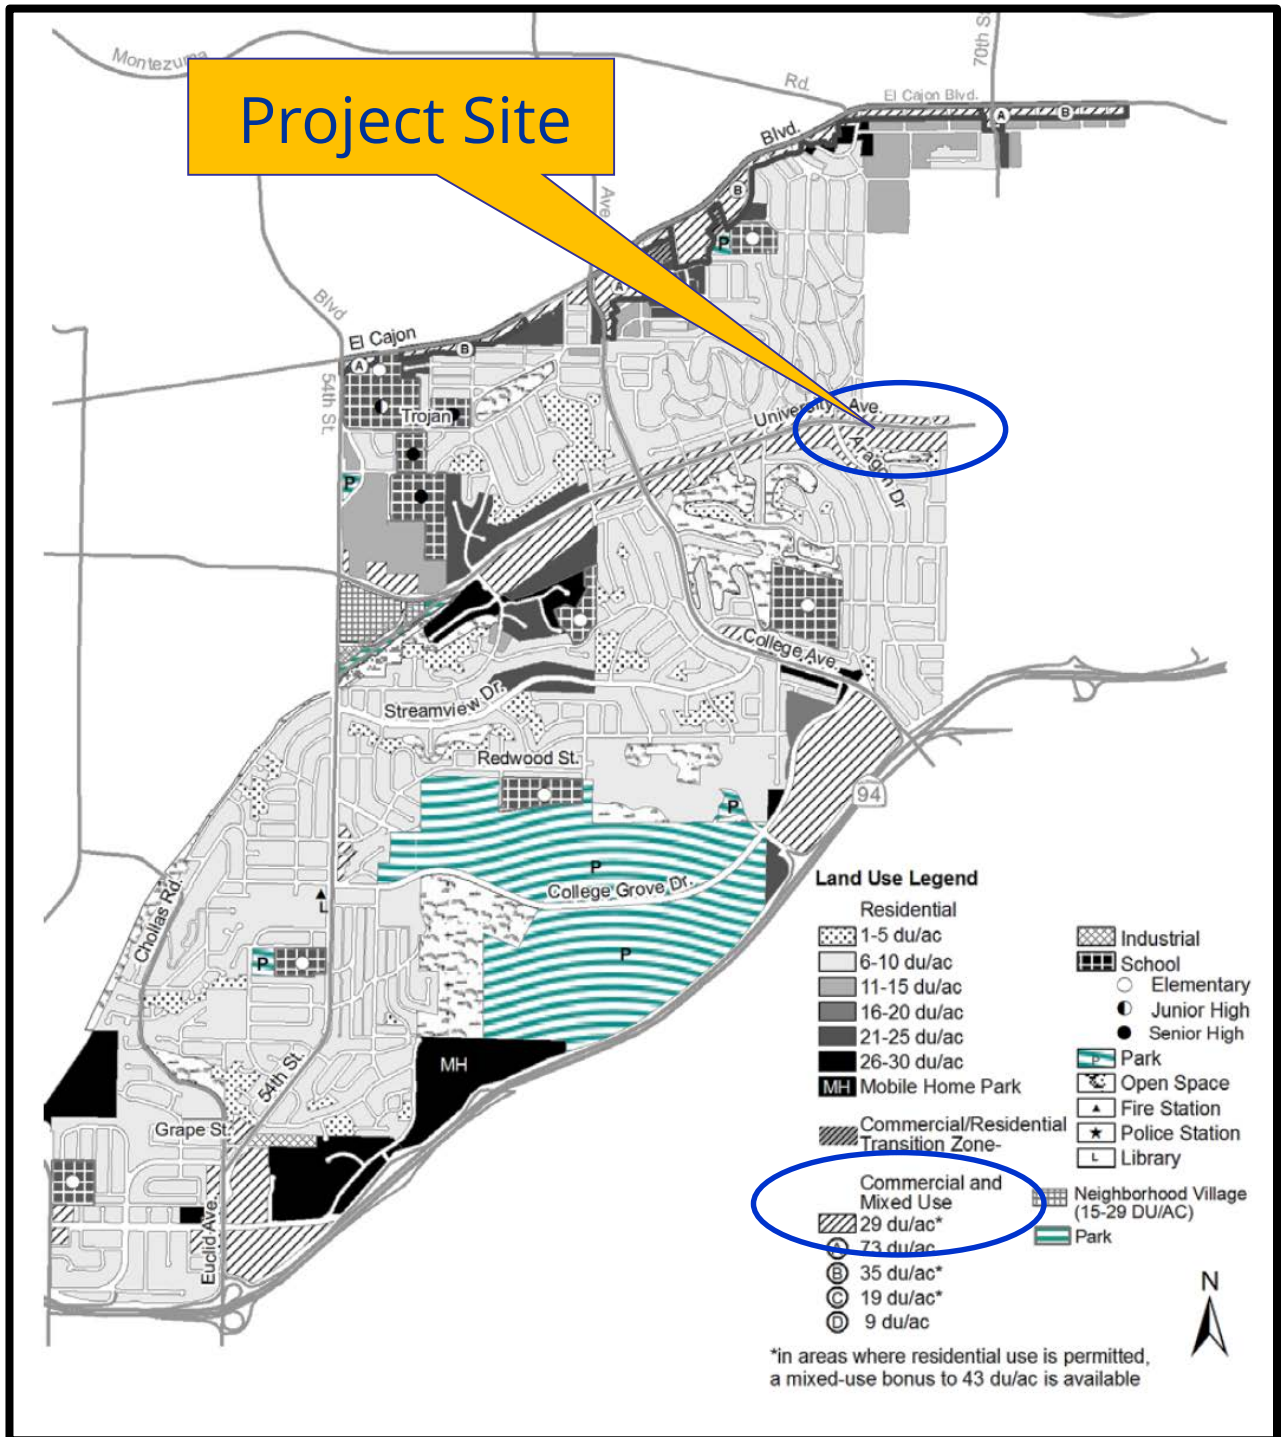 Montezuma
Rd.
70th St
El Cajon Blvd.
Project Site
Blvd.
A
B
B
Ave
P
Blvd
A
El Cajon
B
A
54th St.
Trojan
University Ave.
Aragon Dr
P
College Ave.
Streamview Dr.
Redwood St.
94
P
P
College Grove Dr.
L
Chollas Rd.
P
P
54th St.
MH
Grape St.
Euclid Ave.
Land Use Legend
Residential
1-5 du/ac
6-10 du/ac
11-15 du/ac
16-20 du/ac
21-25 du/ac
26-30 du/ac
MH Mobile Home Park
Commercial/Residential
Transition Zone-
Commercial and
Mixed Use
29 du/ac*
A 73 du/ac
B 35 du/ac*
C 19 du/ac*
D 9 du/ac
Industrial
School
Elementary
Junior High
Senior High
P Park
Open Space
Fire Station
Police Station
L Library
Neighborhood Village
(15-29 DU/AC)
Park
N
*in areas where residential use is permitted,
a mixed-use bonus to 43 du/ac is available